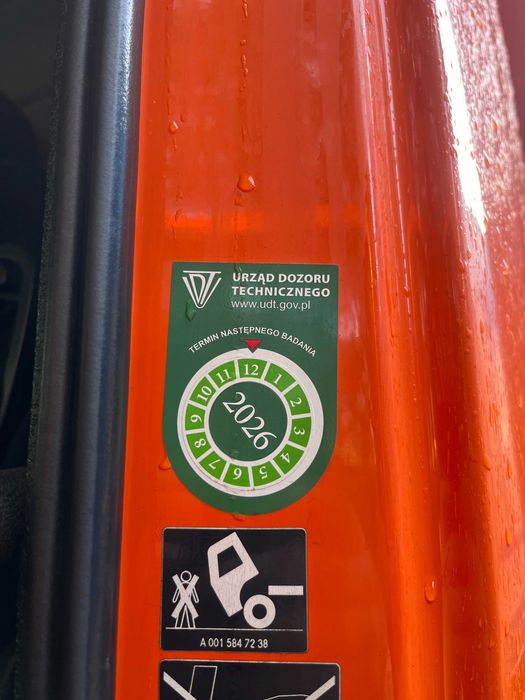 URZĄD DOZORU
TECHNICZNEGO
www.udt.gov.pl
TERMIN NASTĘPNEGO BADANIA
12 1 2 3 4 5 6 7 8 9 10 11
2026
A 001 584 72 38